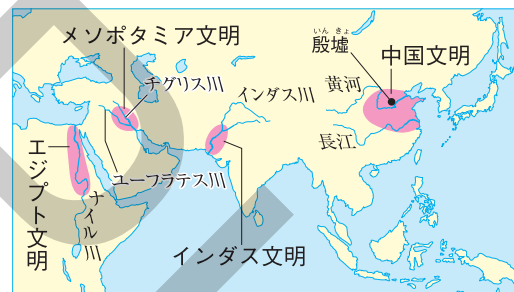 メソポタミア文明
チグリス川
インダス川
いん きょ
殷墟
中国文明
黄河
長江
エジプト文明
ユーフラテス川
ナイル川
インダス文明